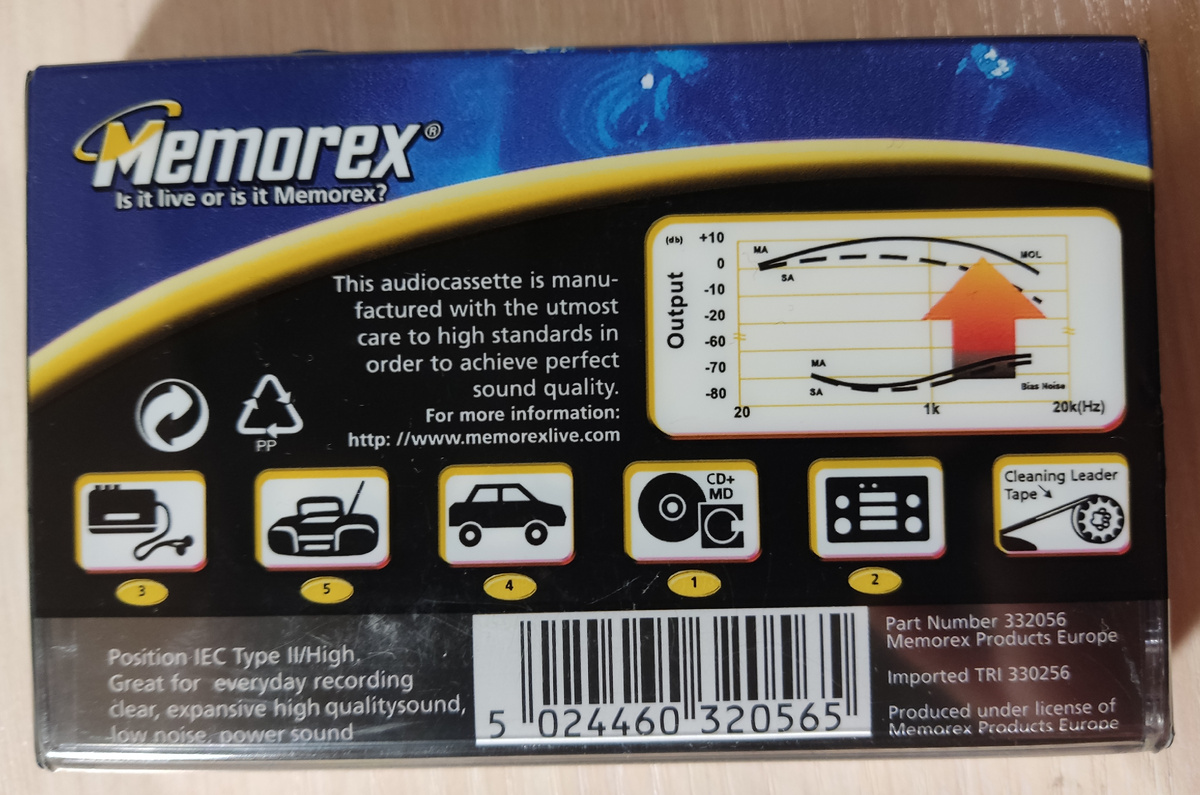 Memorex®
Is it live or is it Memorex?
This audiocassette is manu-
factured with the utmost
care to high standards in
order to achieve perfect
sound quality.
For more information:
http: //www.memorexlive.com
PP
(db)
Output
+10
0
-10
-20
-60
-70
-80
MA
SA
MOL
MA
SA
Bias Noise
20
1k
20k(Hz)
CD+
MD
Cleaning Leader
Tape
3
5
4
1
2
Position IEC Type II/High.
Great for everyday recording
clear, expansive high qualitysound,
low noise, power sound
5 024460 320565
Part Number 332056
Memorex Products Europe
Imported TRI 330256
Produced under license of
Memorex Products Europe